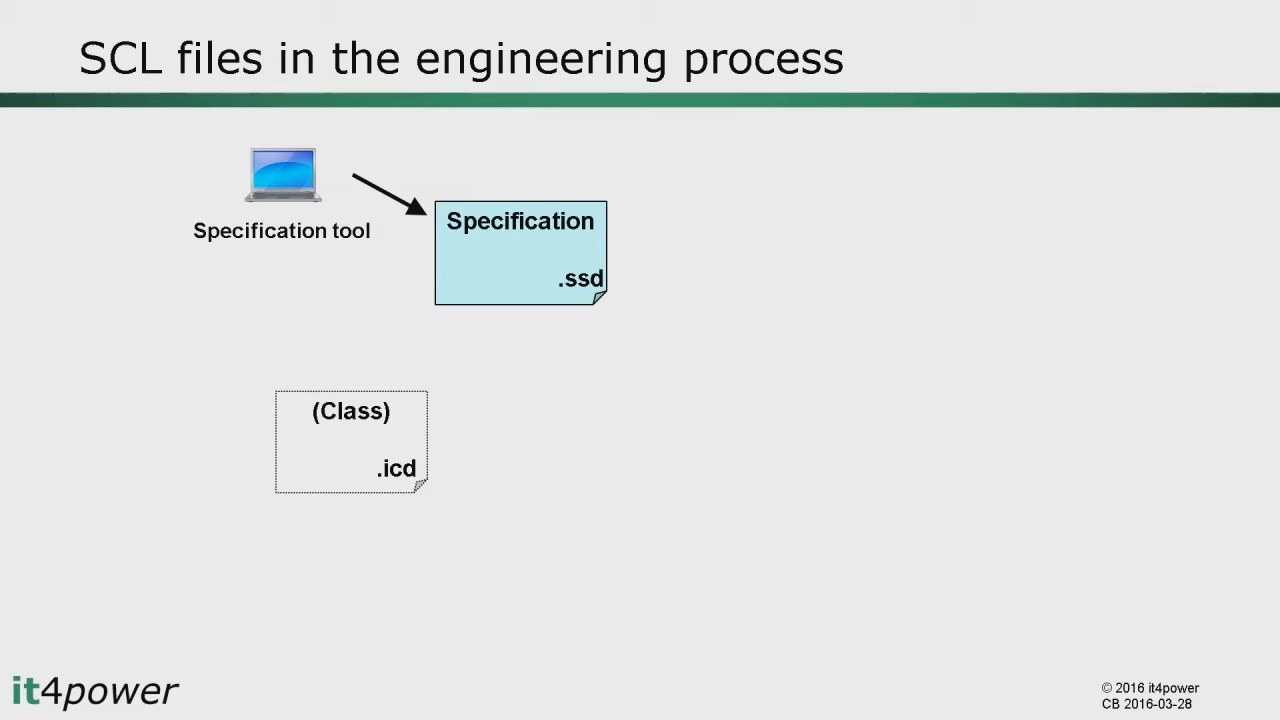 SCL files in the engineering process
Specification tool
Specification
.ssd
(Class)
.icd
it4power
© 2016 it4power
CB 2016-03-28